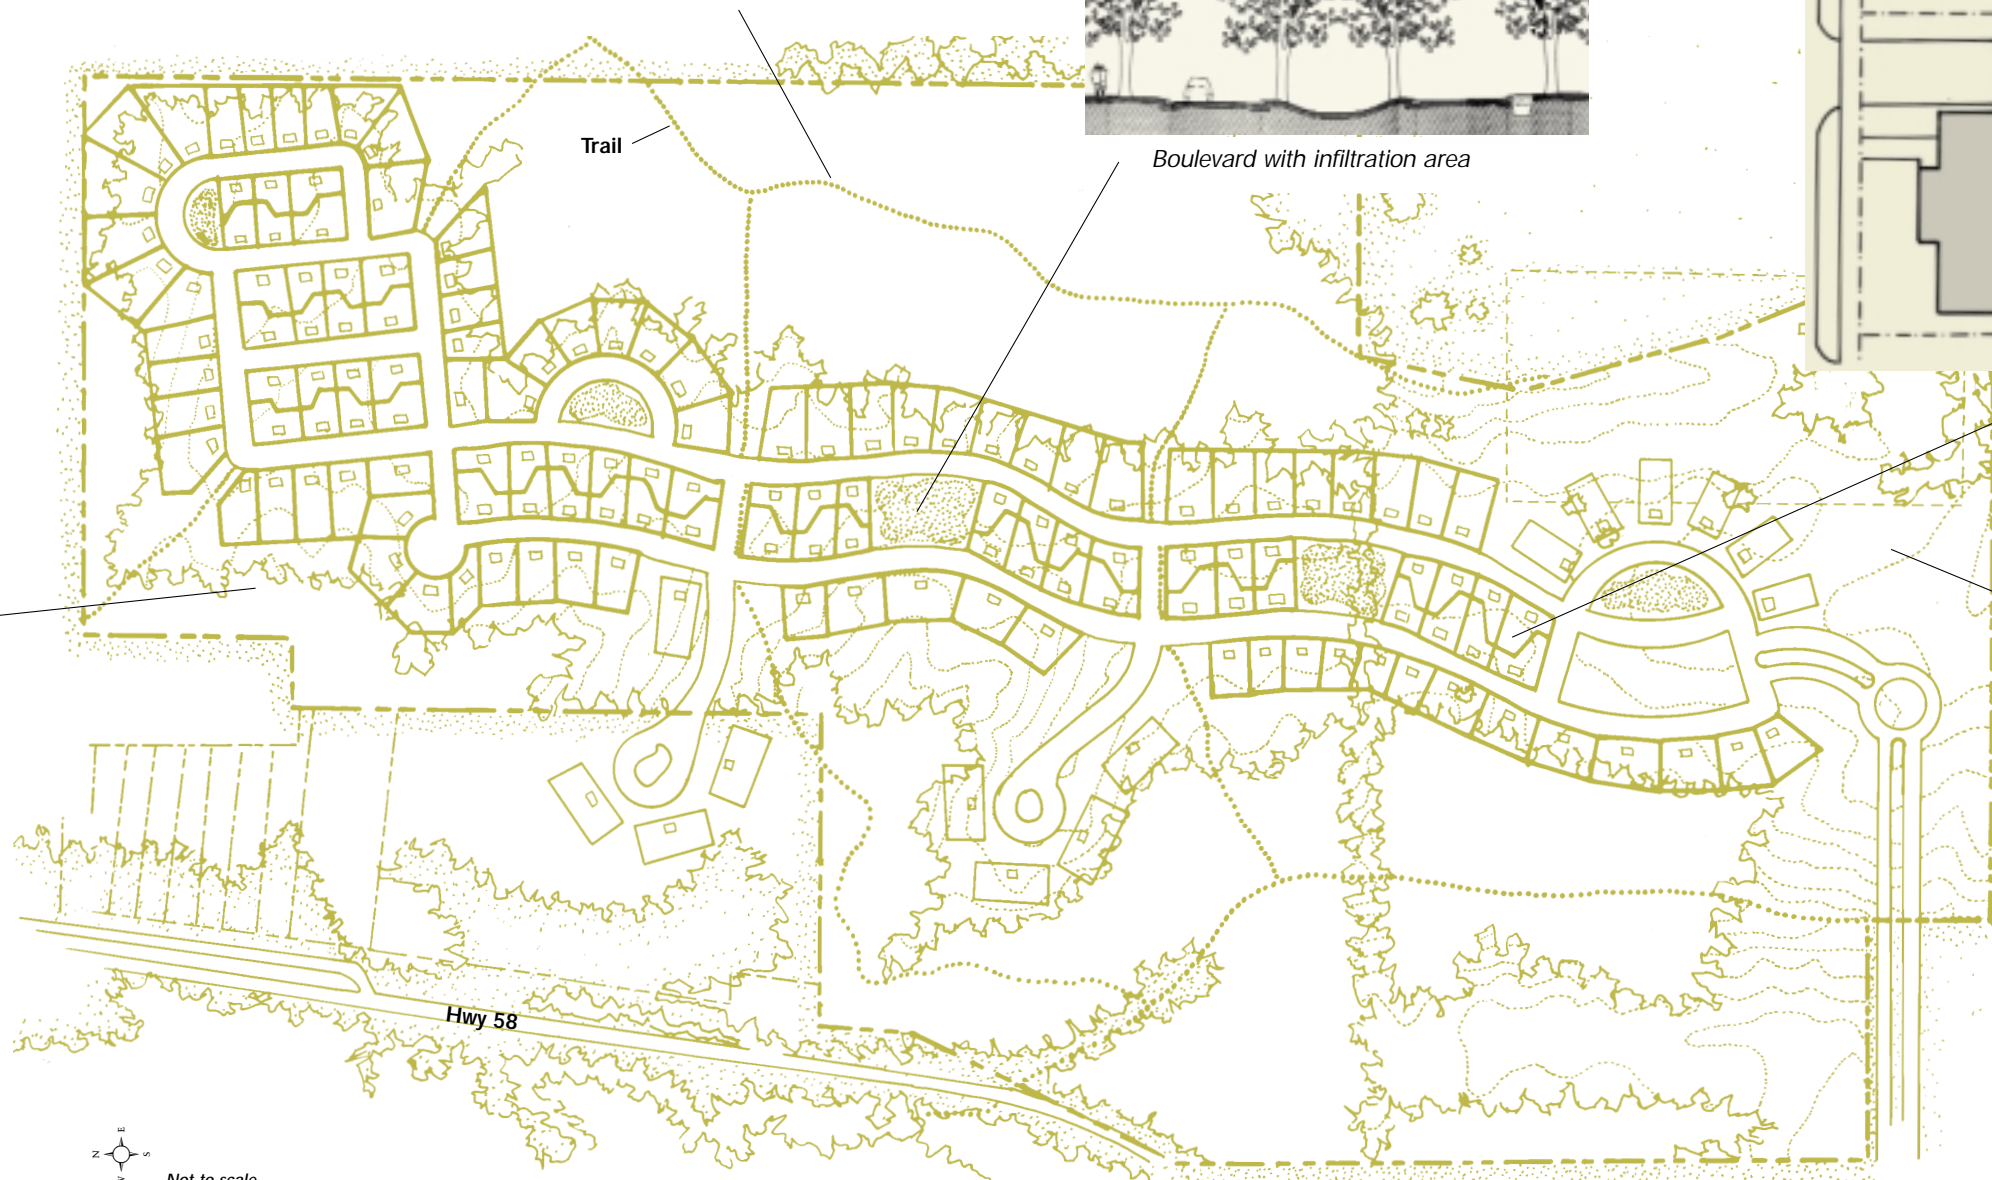 Trail
Boulevard with infiltration area
Hwy 58
E
N
S
Not to scale